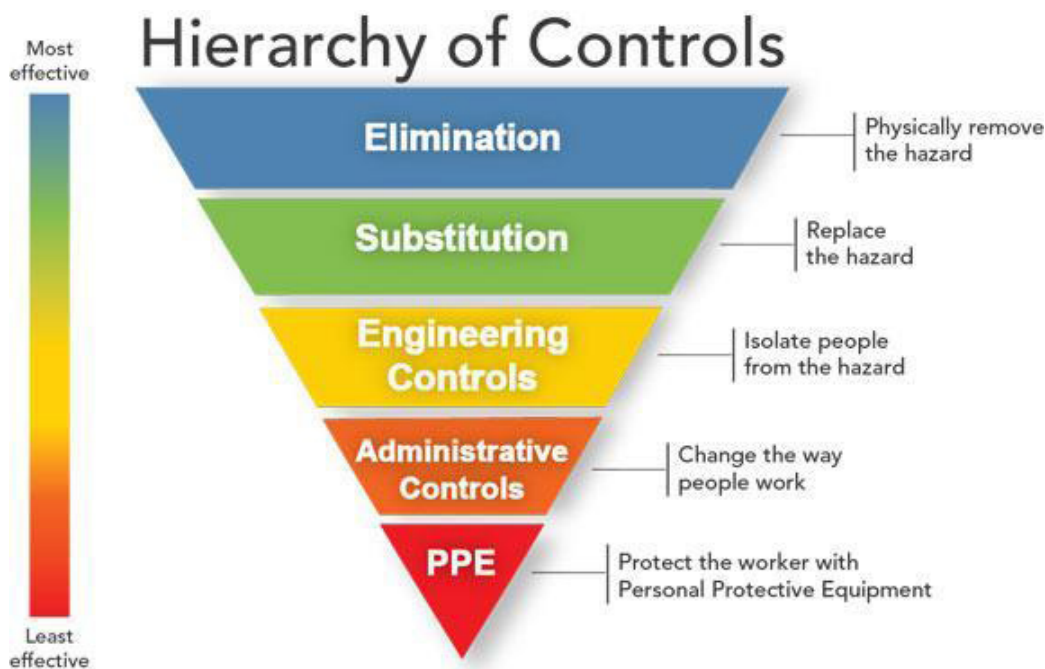 Hierarchy of Controls
Most
effective
Elimination
Physically remove
the hazard
Substitution
Replace
the hazard
Engineering
Controls
Isolate people
from the hazard
Administrative
Controls
Change the way
people work
PPE
Protect the worker with
Personal Protective Equipment
Least
effective